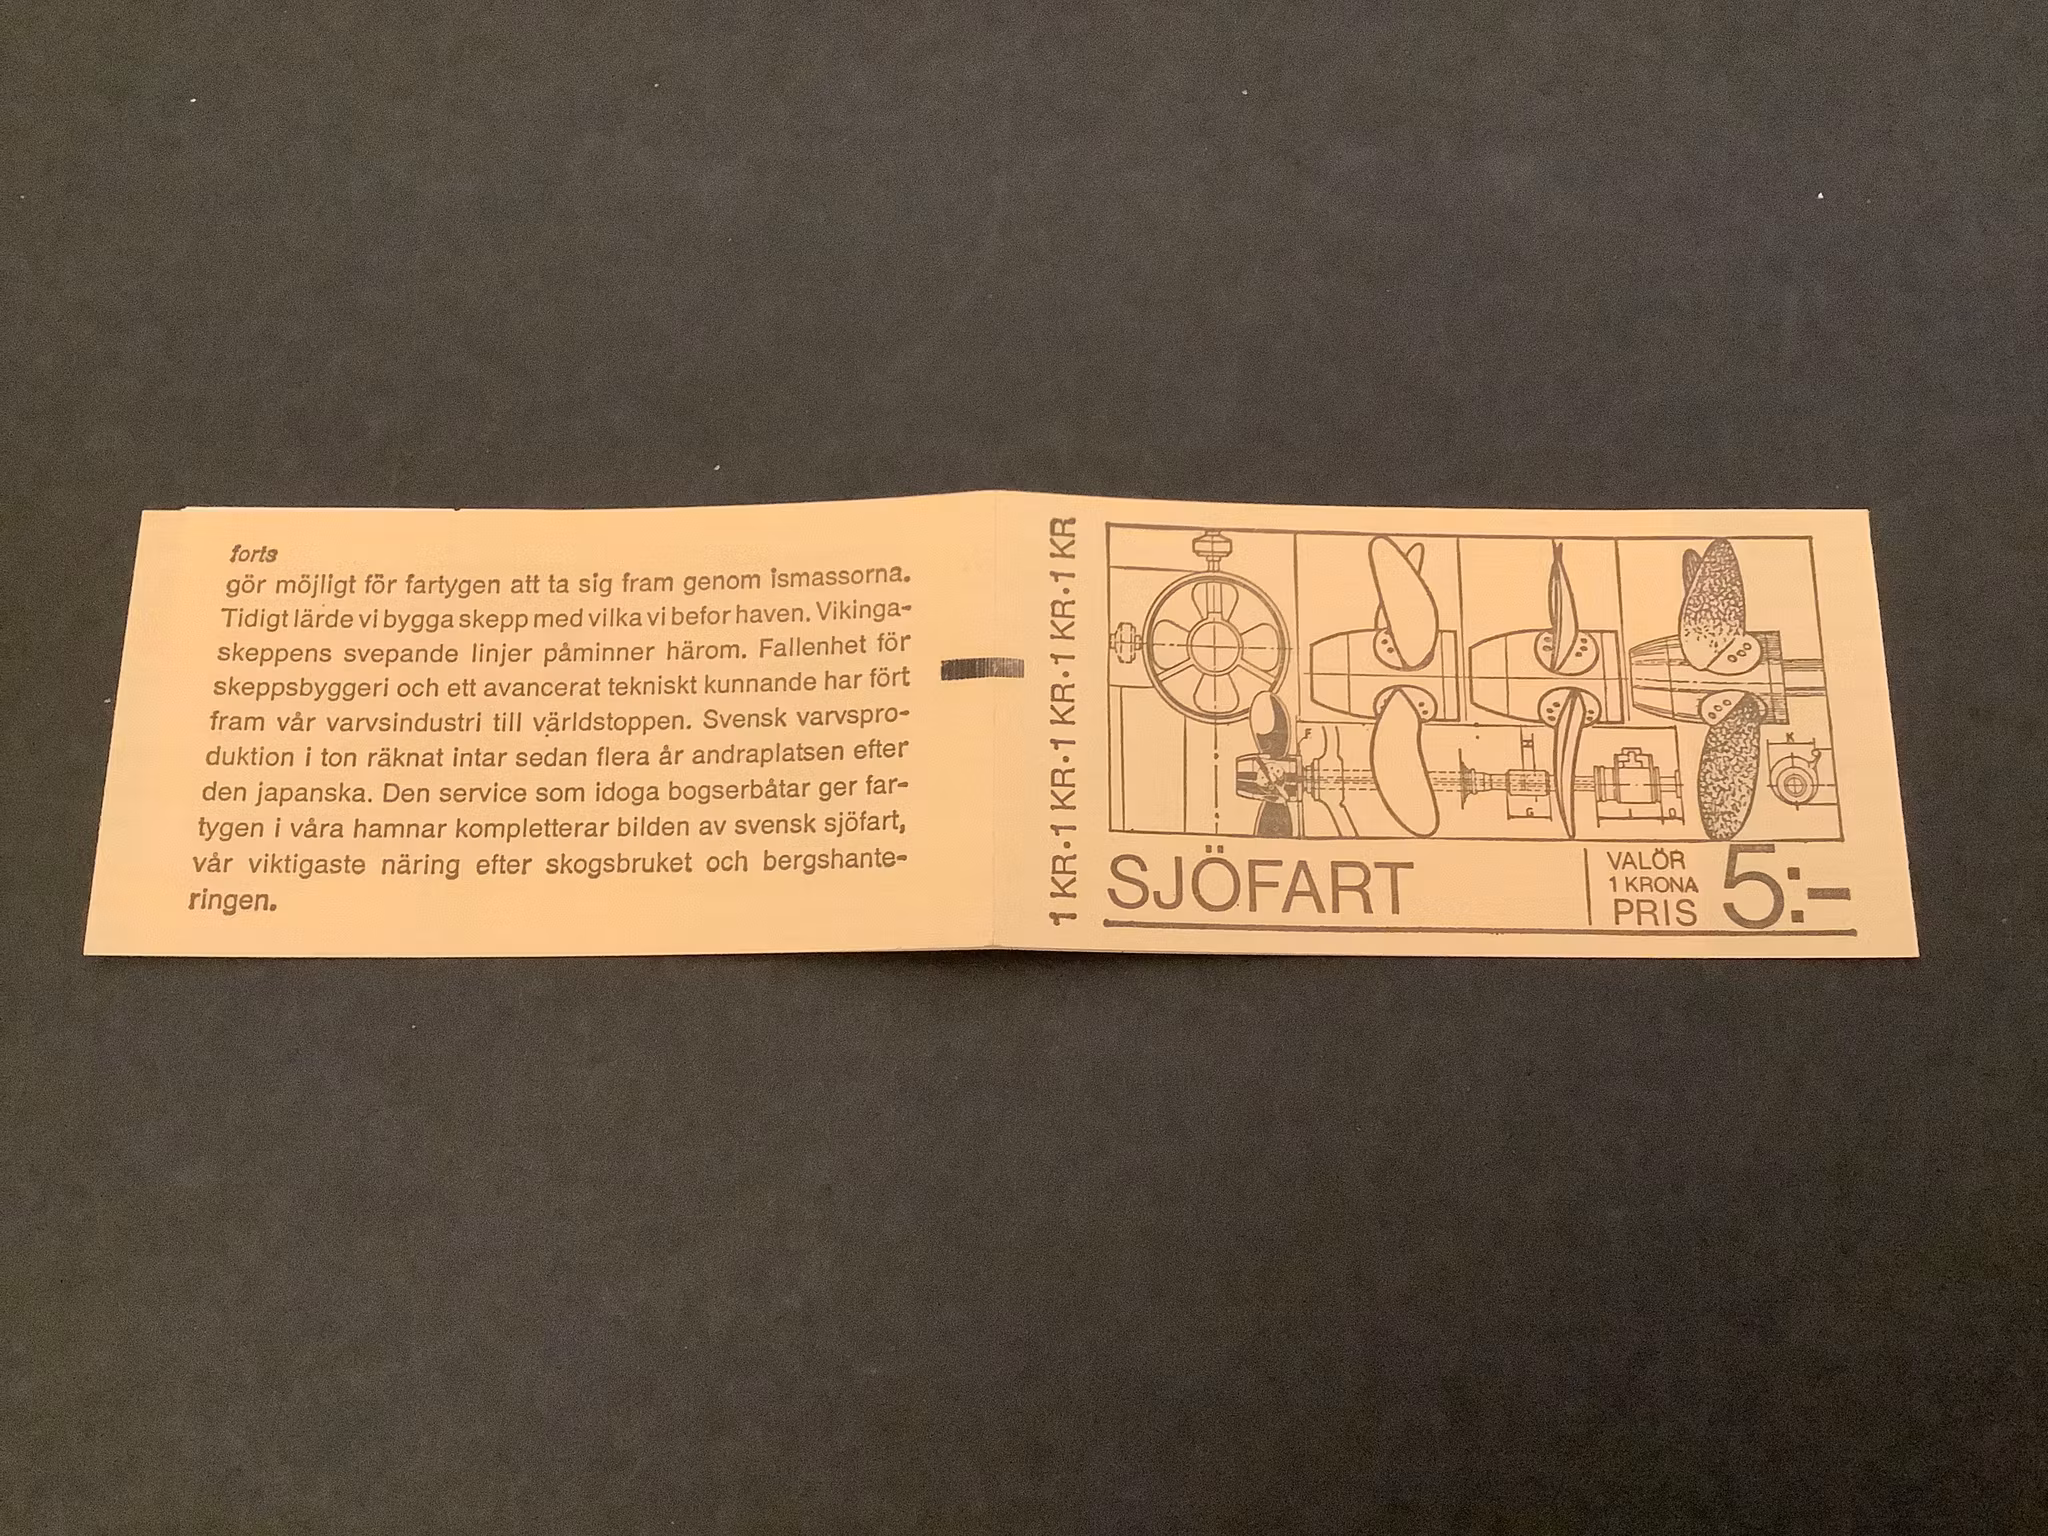 forts
gör möjligt för fartygen att ta sig fram genom ismassorna.
Tidigt lärde vi bygga skepp med vilka vi befor haven. Vikinga-
skeppens svepande linjer påminner härom. Fallenhet för
skeppsbyggeri och ett avancerat tekniskt kunnande har fört
fram vår varvsindustri till världstoppen. Svensk varvspro-
duktion i ton räknat intar sedan flera år andraplatsen efter
den japanska. Den service som idoga bogserbåtar ger far-
tygen i våra hamnar kompletterar bilden av svensk sjöfart,
vår viktigaste näring efter skogsbruket och bergshante-
ringen.
1 KR·1 KR·1 KR·1 KR·1 KR·1 KR
F
K
G
SJÖFART
VALÖR
1 KRONA
PRIS
5:-